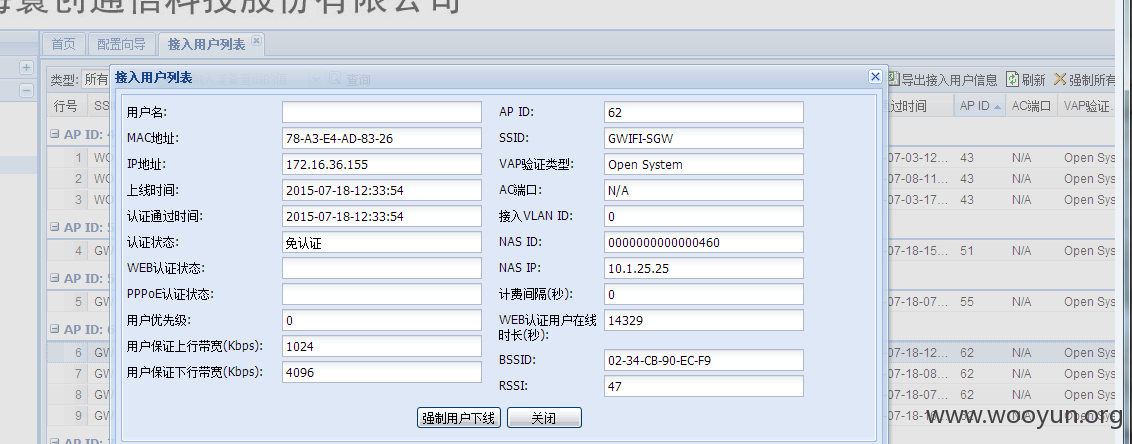 海寰创通信科技股份有限公司
首页 配置向导 接入用户列表
类型: 所有 查询 导出接入用户信息 刷新 强制所有
接入用户列表
行号 SS 过时间 AP ID AC端口 VAP验证.
用户名: AP ID: 62
MAC地址: 78-A3-E4-AD-83-26 SSID: GWIFI-SGW
IP地址: 172.16.36.155 VAP验证类型: Open System
上线时间: 2015-07-18-12:33:54 AC端口: N/A
认证通过时间: 2015-07-18-12:33:54 接入VLAN ID: 0
认证状态: 免认证 NAS ID: 0000000000000460
WEB认证状态: NAS IP: 10.1.25.25
PPPoE认证状态: 计费间隔(秒): 0
用户优先级: 0 WEB认证用户在线时长(秒): 14329
用户保证上行带宽(Kbps): 1024 BSSID: 02-34-CB-90-EC-F9
用户保证下行带宽(Kbps): 4096 RSSI: 47
强制用户下线 关闭
AP ID: 4
1 WC 07-03-12... 43 N/A Open Sys
2 WC 07-08-11... 43 N/A Open Sys
3 WC 07-03-17... 43 N/A Open Sys
AP ID: 5
4 GW 07-18-15... 51 N/A Open Sys
AP ID: 5
5 GW 07-18-07... 55 N/A Open Sys
AP ID: 6
6 GW 07-18-12... 62 N/A Open Sys
7 GW 07-18-08... 62 N/A Open Sys
8 GW 07-18-07... 62 N/A Open Sys
9 GW 07-18-1
AP ID:
www.wooyun.org